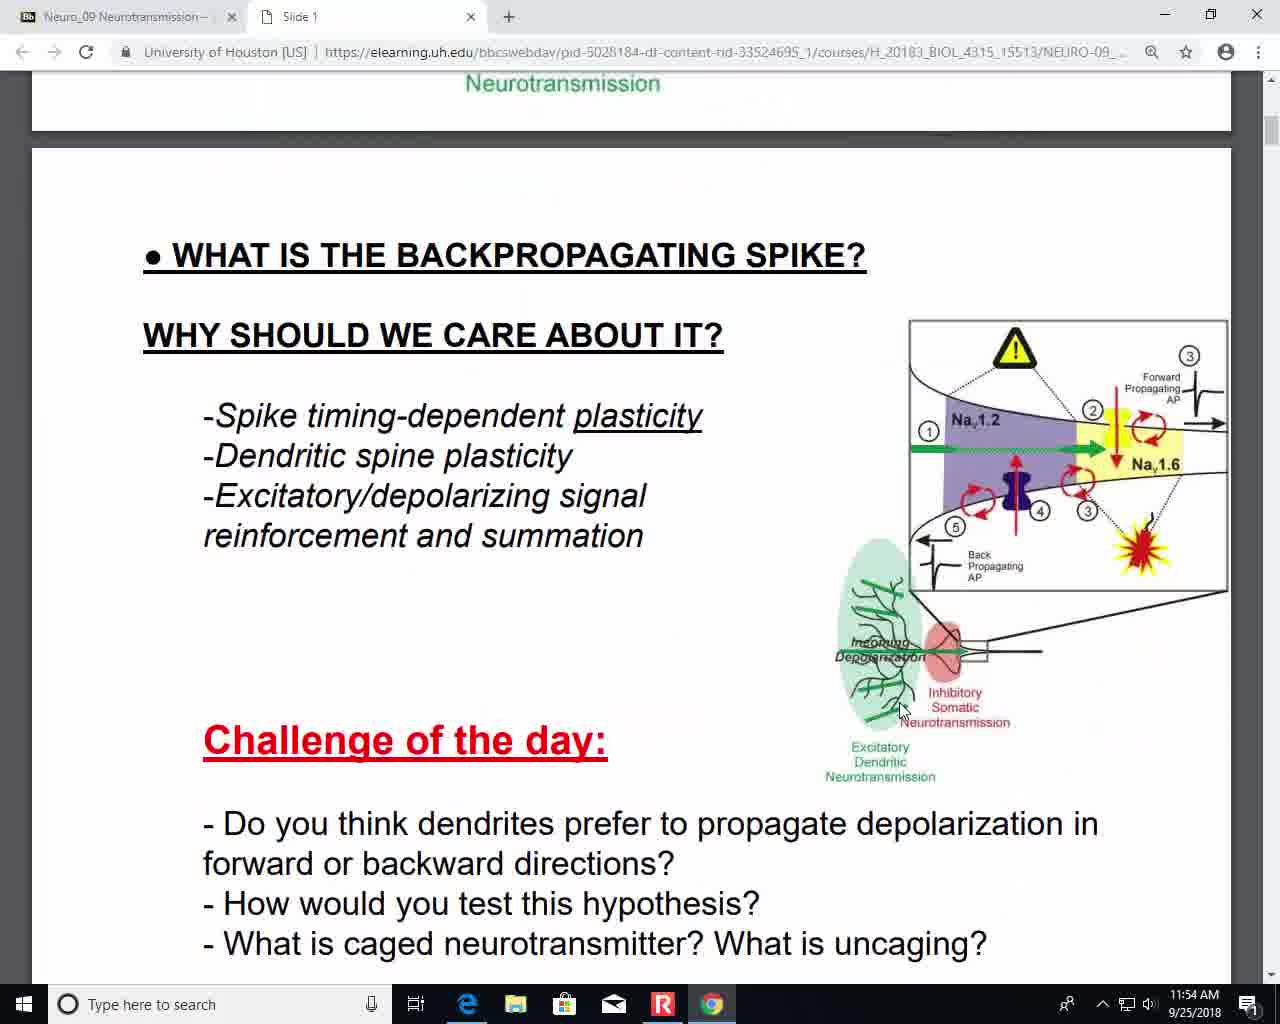 Neuro_09 Neurotransmission –
Slide 1
University of Houston [US]
https://elearning.uh.edu/bbcswebdav/pid-5028184-dt-content-rid-33524695_1/courses/H_20183_BIOL_4315_15513/NEURO-09_...
Neurotransmission
● WHAT IS THE BACKPROPAGATING SPIKE?
WHY SHOULD WE CARE ABOUT IT?
-Spike timing-dependent plasticity
-Dendritic spine plasticity
-Excitatory/depolarizing signal
reinforcement and summation
!
3
Forward
Propagating
AP
2
Nav1.2
1
Nav1.6
4
3
5
Back
Propagating
AP
Incoming
Depolarization
Inhibitory
Somatic
Neurotransmission
Excitatory
Dendritic
Neurotransmission
Challenge of the day:
- Do you think dendrites prefer to propagate depolarization in
forward or backward directions?
- How would you test this hypothesis?
- What is caged neurotransmitter? What is uncaging?
Type here to search
11:54 AM
9/25/2018
1